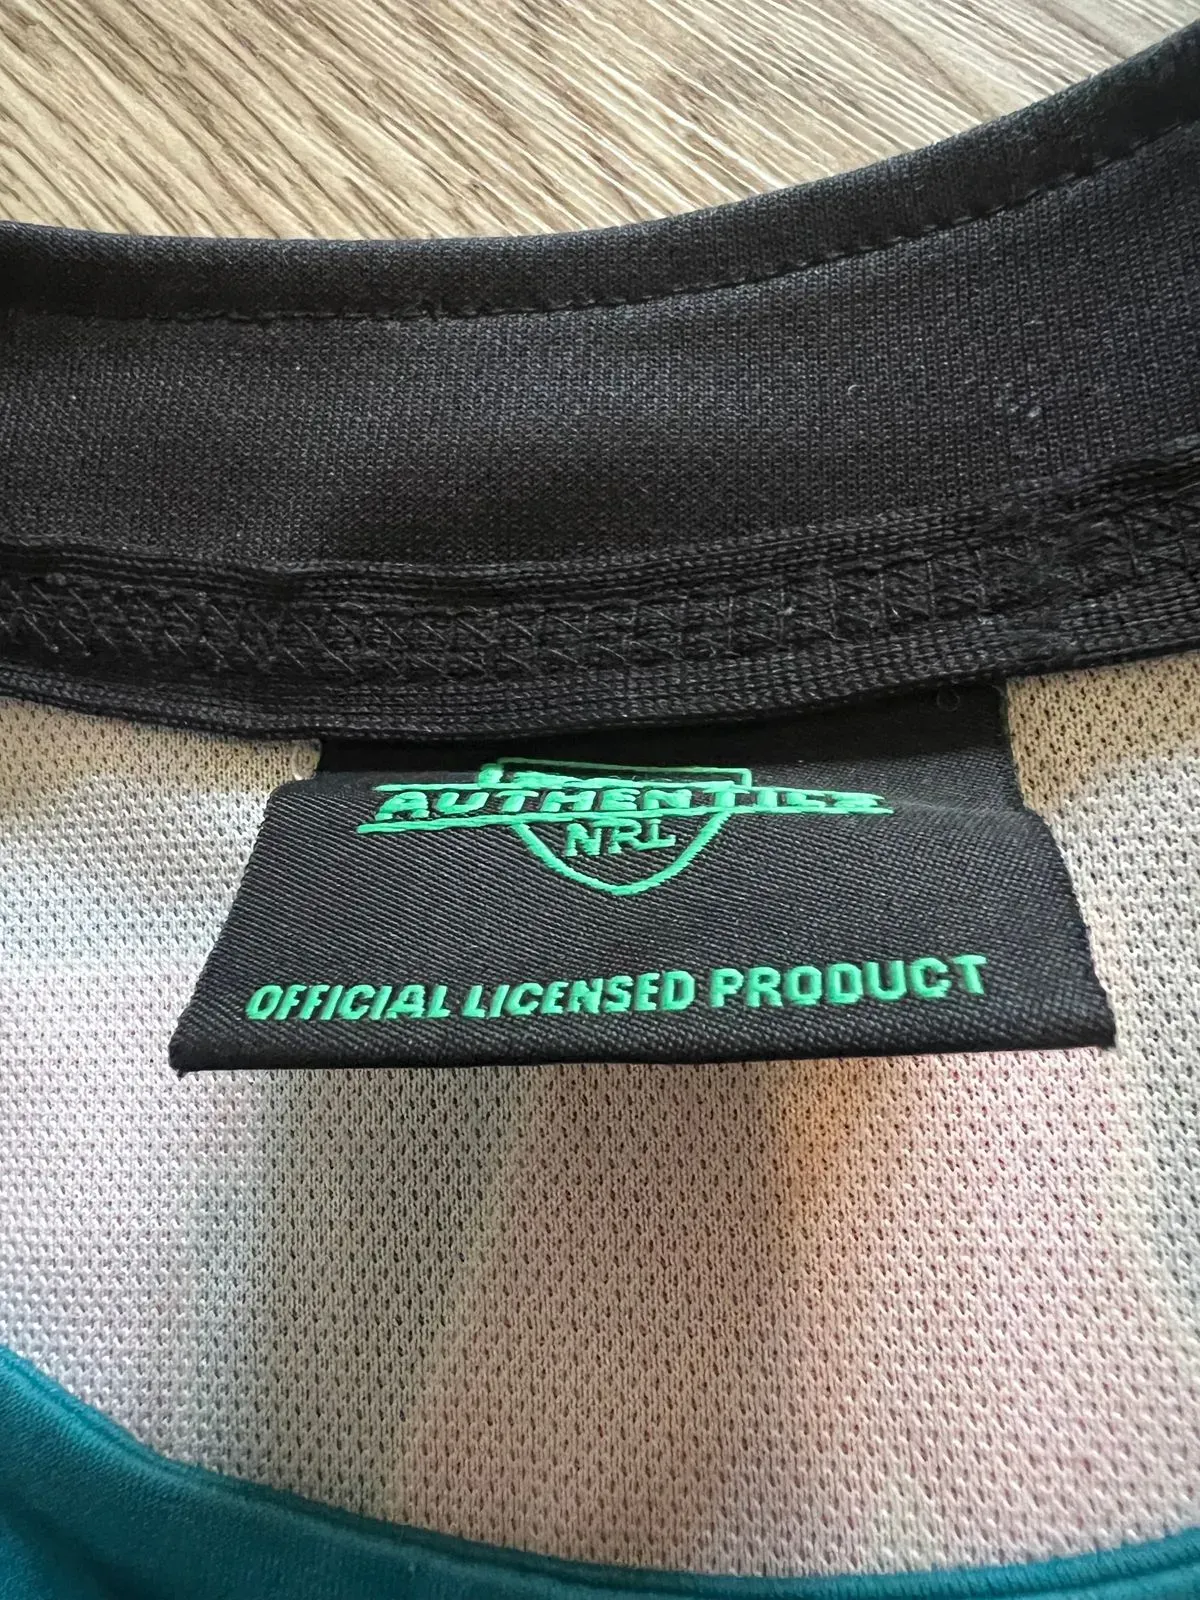 AUTHENTICS
NRL
OFFICIAL LICENSED PRODUCT